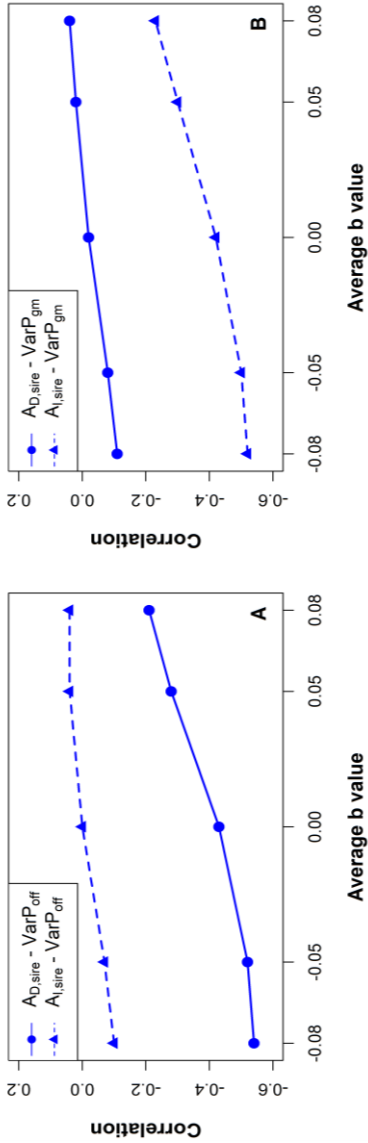 A_D,sire - VarP_off
A_I,sire - VarP_off
A
Correlation
0.2
0.0
-0.2
-0.4
-0.6
-0.08
-0.05
0.00
0.05
0.08
Average b value
A_D,sire - VarP_gm
A_I,sire - VarP_gm
B
Correlation
0.2
0.0
-0.2
-0.4
-0.6
-0.08
-0.05
0.00
0.05
0.08
Average b value